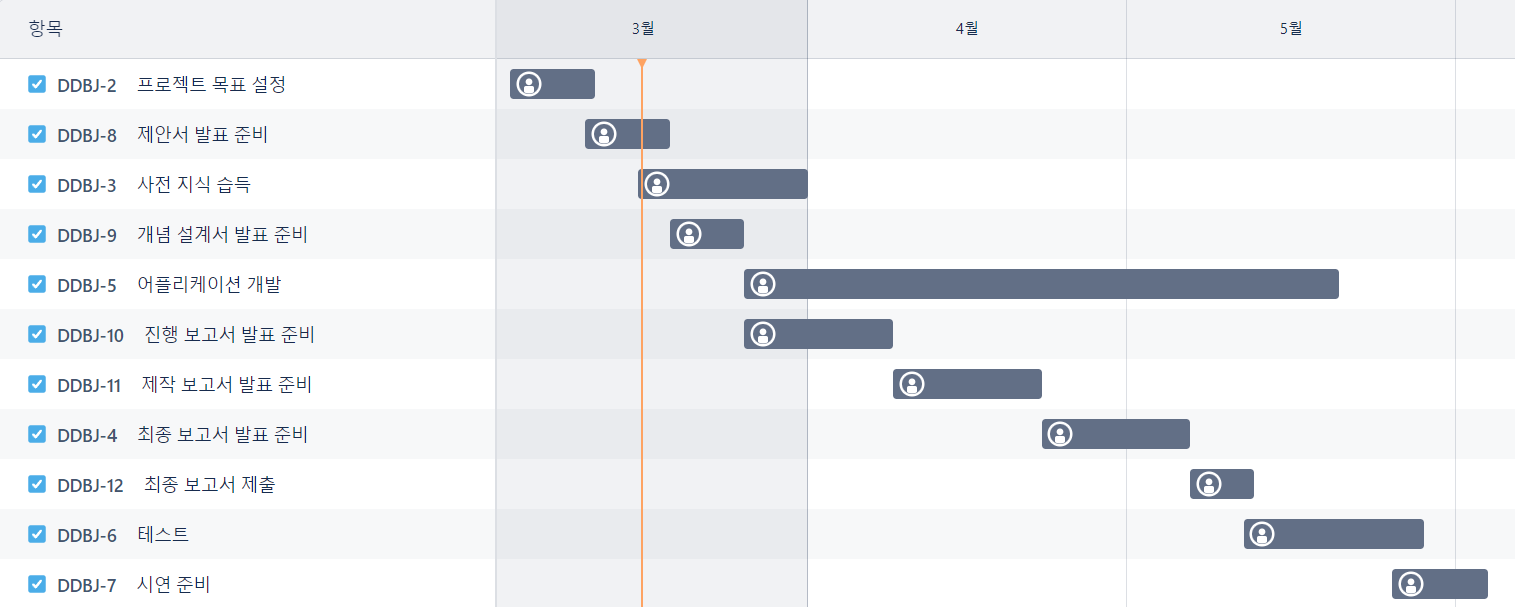 항목 3월 4월 5월
DDBJ-2 프로젝트 목표 설정
DDBJ-8 제안서 발표 준비
DDBJ-3 사전 지식 습득
DDBJ-9 개념 설계서 발표 준비
DDBJ-5 어플리케이션 개발
DDBJ-10 진행 보고서 발표 준비
DDBJ-11 제작 보고서 발표 준비
DDBJ-4 최종 보고서 발표 준비
DDBJ-12 최종 보고서 제출
DDBJ-6 테스트
DDBJ-7 시연 준비